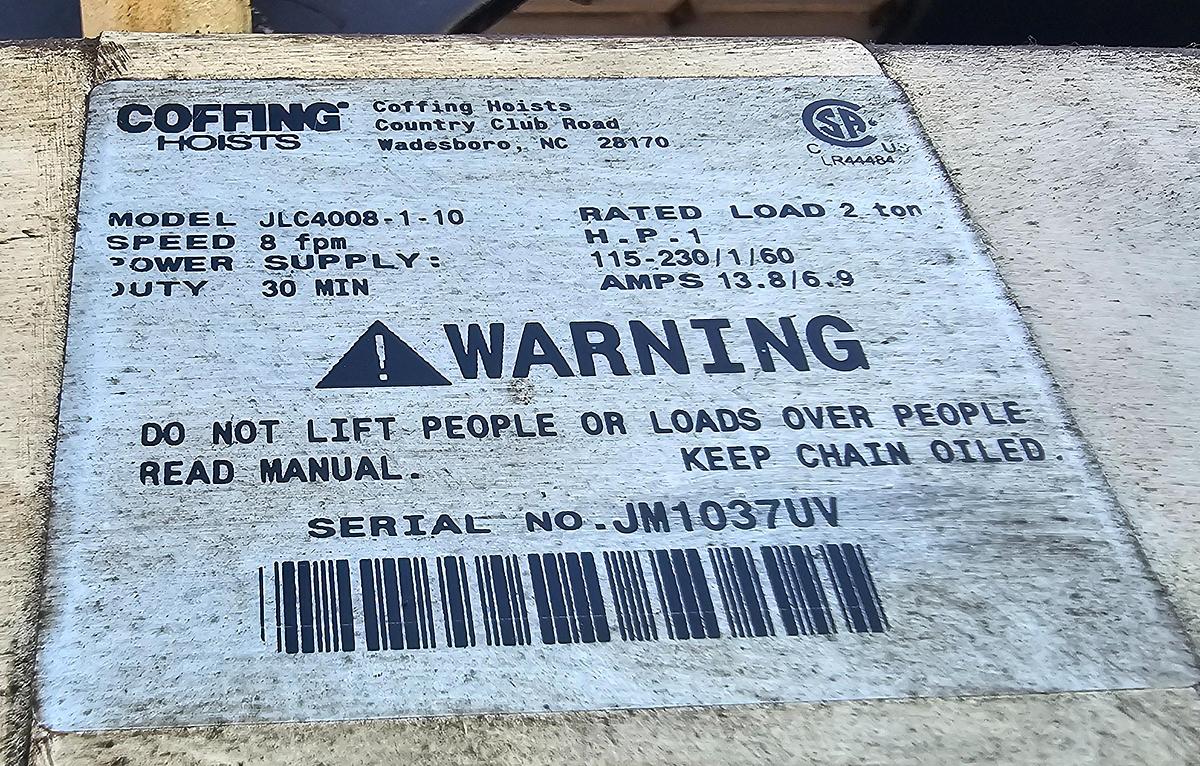 COFFING
HOISTS
Coffing Hoists
Country Club Road
Wadesboro, NC 28170
CSA
C US
LR44484
MODEL JLC4008-1-10
RATED LOAD 2 ton
SPEED 8 fpm
H.P.1
POWER SUPPLY:
115-230/1/60
DUTY 30 MIN
AMPS 13.8/6.9
WARNING
DO NOT LIFT PEOPLE OR LOADS OVER PEOPLE
READ MANUAL. KEEP CHAIN OILED.
SERIAL NO.JM1037UV